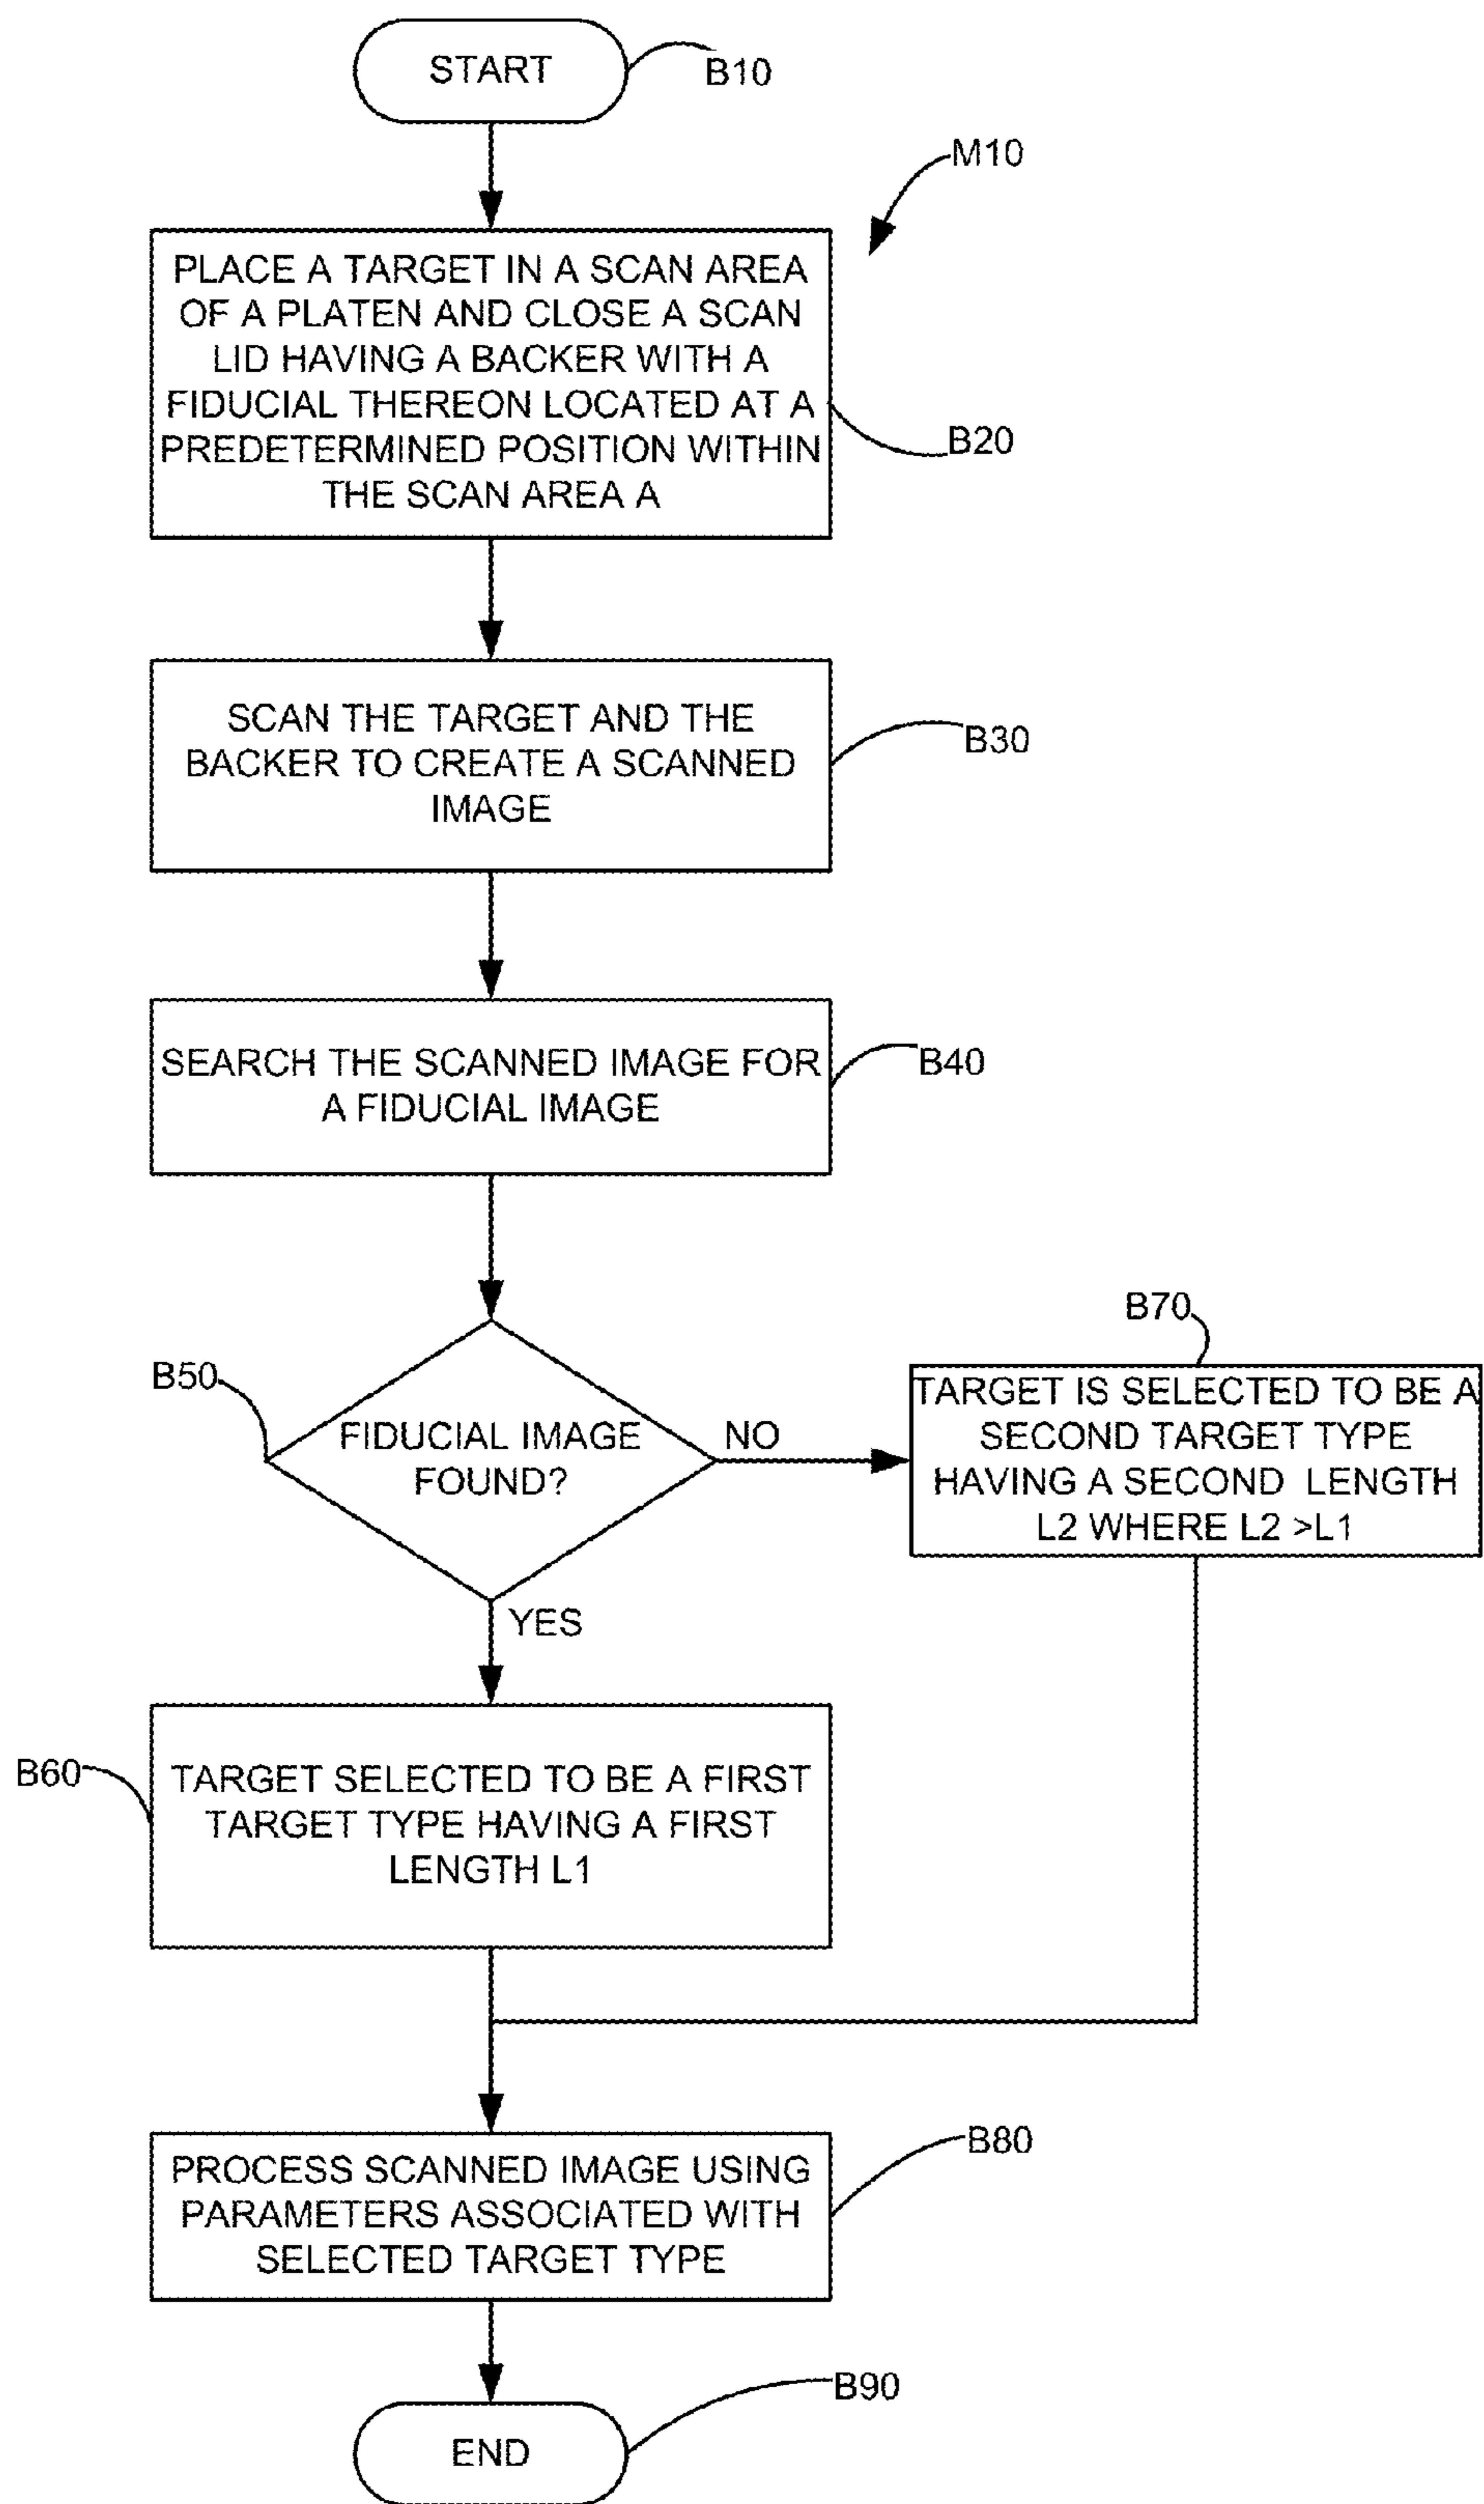 START
B10
M10
PLACE A TARGET IN A SCAN AREA
OF A PLATEN AND CLOSE A SCAN
LID HAVING A BACKER WITH A
FIDUCIAL THEREON LOCATED AT A
PREDETERMINED POSITION WITHIN
THE SCAN AREA A
B20
SCAN THE TARGET AND THE
BACKER TO CREATE A SCANNED
IMAGE
B30
SEARCH THE SCANNED IMAGE FOR
A FIDUCIAL IMAGE
B40
B50
FIDUCIAL IMAGE
FOUND?
NO
B70
TARGET IS SELECTED TO BE A
SECOND TARGET TYPE
HAVING A SECOND LENGTH
L2 WHERE L2 >L1
YES
B60
TARGET SELECTED TO BE A FIRST
TARGET TYPE HAVING A FIRST
LENGTH L1
PROCESS SCANNED IMAGE USING
PARAMETERS ASSOCIATED WITH
SELECTED TARGET TYPE
B80
END
B90